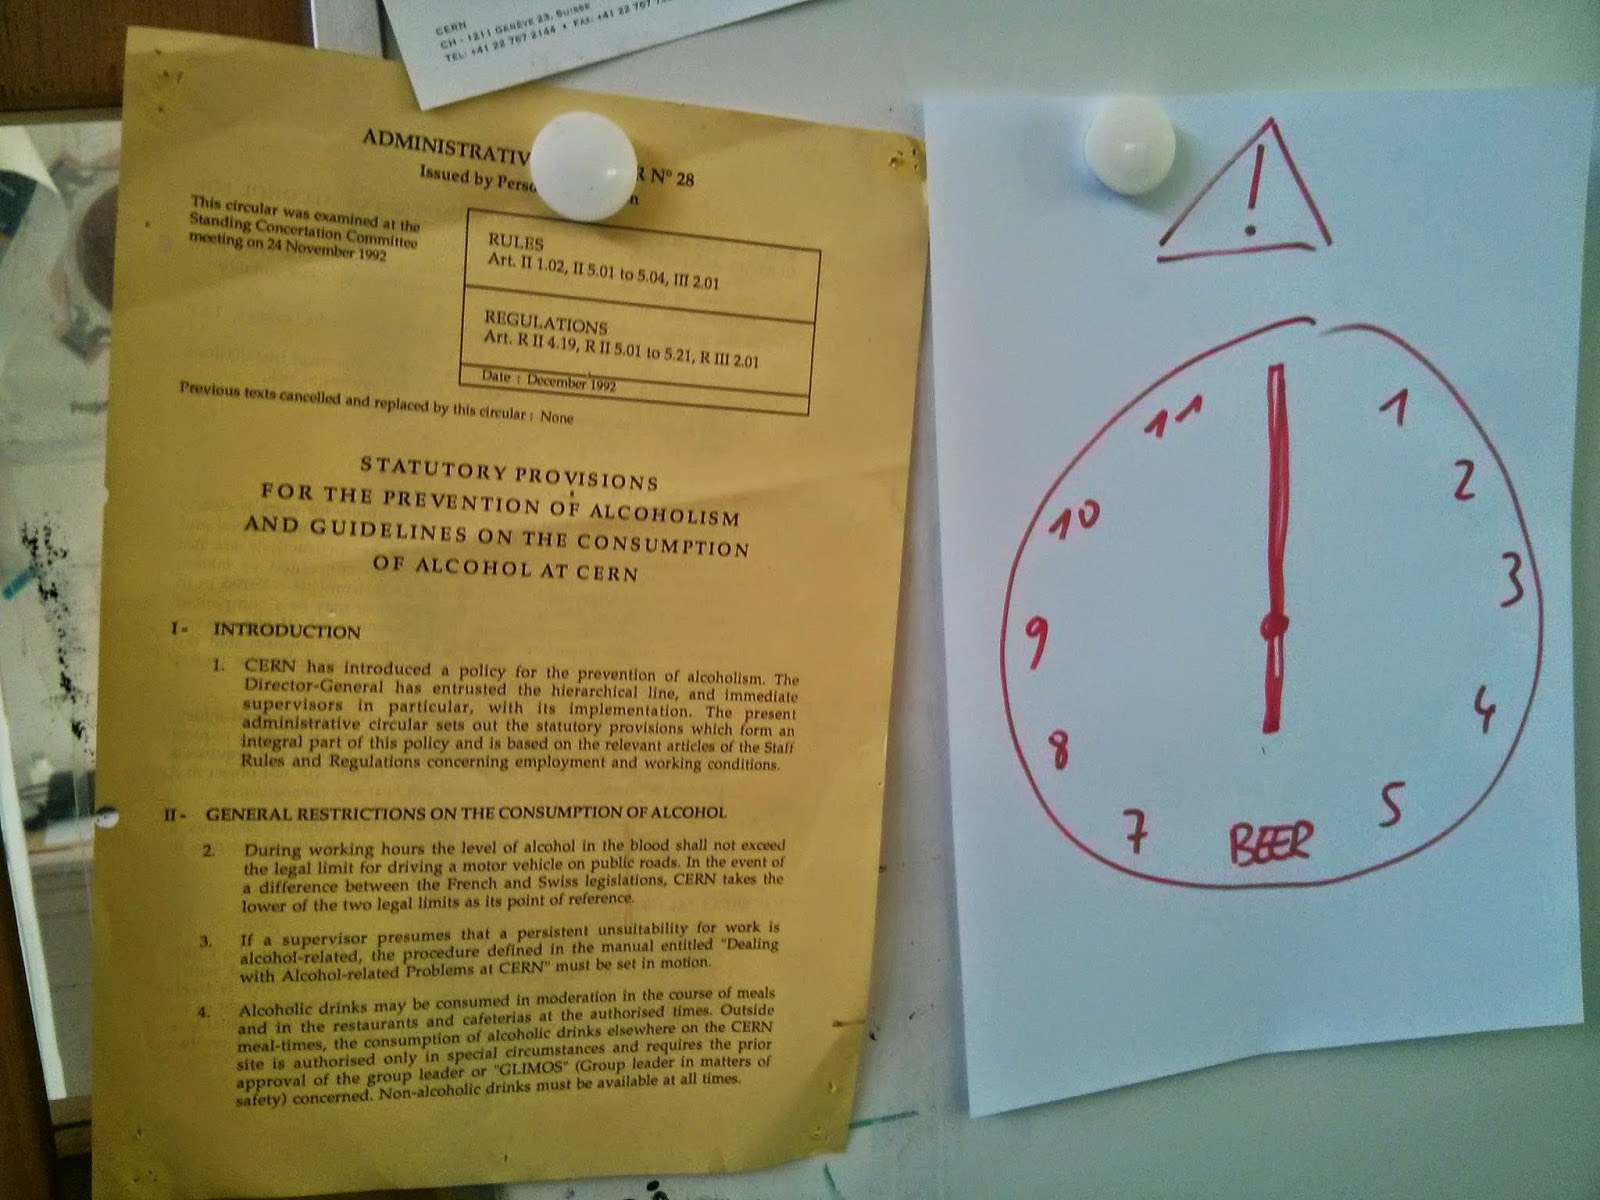 CERN
CH - 1211 GENÈVE 23, SUISSE
TÉL: +41 22 767 2144 • FAX: +41 22 767
ADMINISTRATIV R Nº 28
Issued by Perso n
This circular was examined at the
Standing Concertation Committee
meeting on 24 November 1992
RULES
Art. II 1.02, II 5.01 to 5.04, III 2.01
REGULATIONS
Art. R II 4.19, R II 5.01 to 5.21, R III 2.01
Date : December 1992
Previous texts cancelled and replaced by this circular : None
STATUTORY PROVISIONS
FOR THE PREVENTION OF ALCOHOLISM
AND GUIDELINES ON THE CONSUMPTION
OF ALCOHOL AT CERN
I - INTRODUCTION
1. CERN has introduced a policy for the prevention of alcoholism. The
Director-General has entrusted the hierarchical line, and immediate
supervisors in particular, with its implementation. The present
administrative circular sets out the statutory provisions which form an
integral part of this policy and is based on the relevant articles of the Staff
Rules and Regulations concerning employment and working conditions.
II - GENERAL RESTRICTIONS ON THE CONSUMPTION OF ALCOHOL
2. During working hours the level of alcohol in the blood shall not exceed
the legal limit for driving a motor vehicle on public roads. In the event of
a difference between the French and Swiss legislations, CERN takes the
lower of the two legal limits as its point of reference.
3. If a supervisor presumes that a persistent unsuitability for work is
alcohol-related, the procedure defined in the manual entitled "Dealing
with Alcohol-related Problems at CERN" must be set in motion.
4. Alcoholic drinks may be consumed in moderation in the course of meals
and in the restaurants and cafeterias at the authorised times. Outside
meal-times, the consumption of alcoholic drinks elsewhere on the CERN
site is authorised only in special circumstances and requires the prior
approval of the group leader or "GLIMOS" (Group leader in matters of
safety) concerned. Non-alcoholic drinks must be available at all times.
!
11 1
10 2
9 3
8 4
7 BEER 5